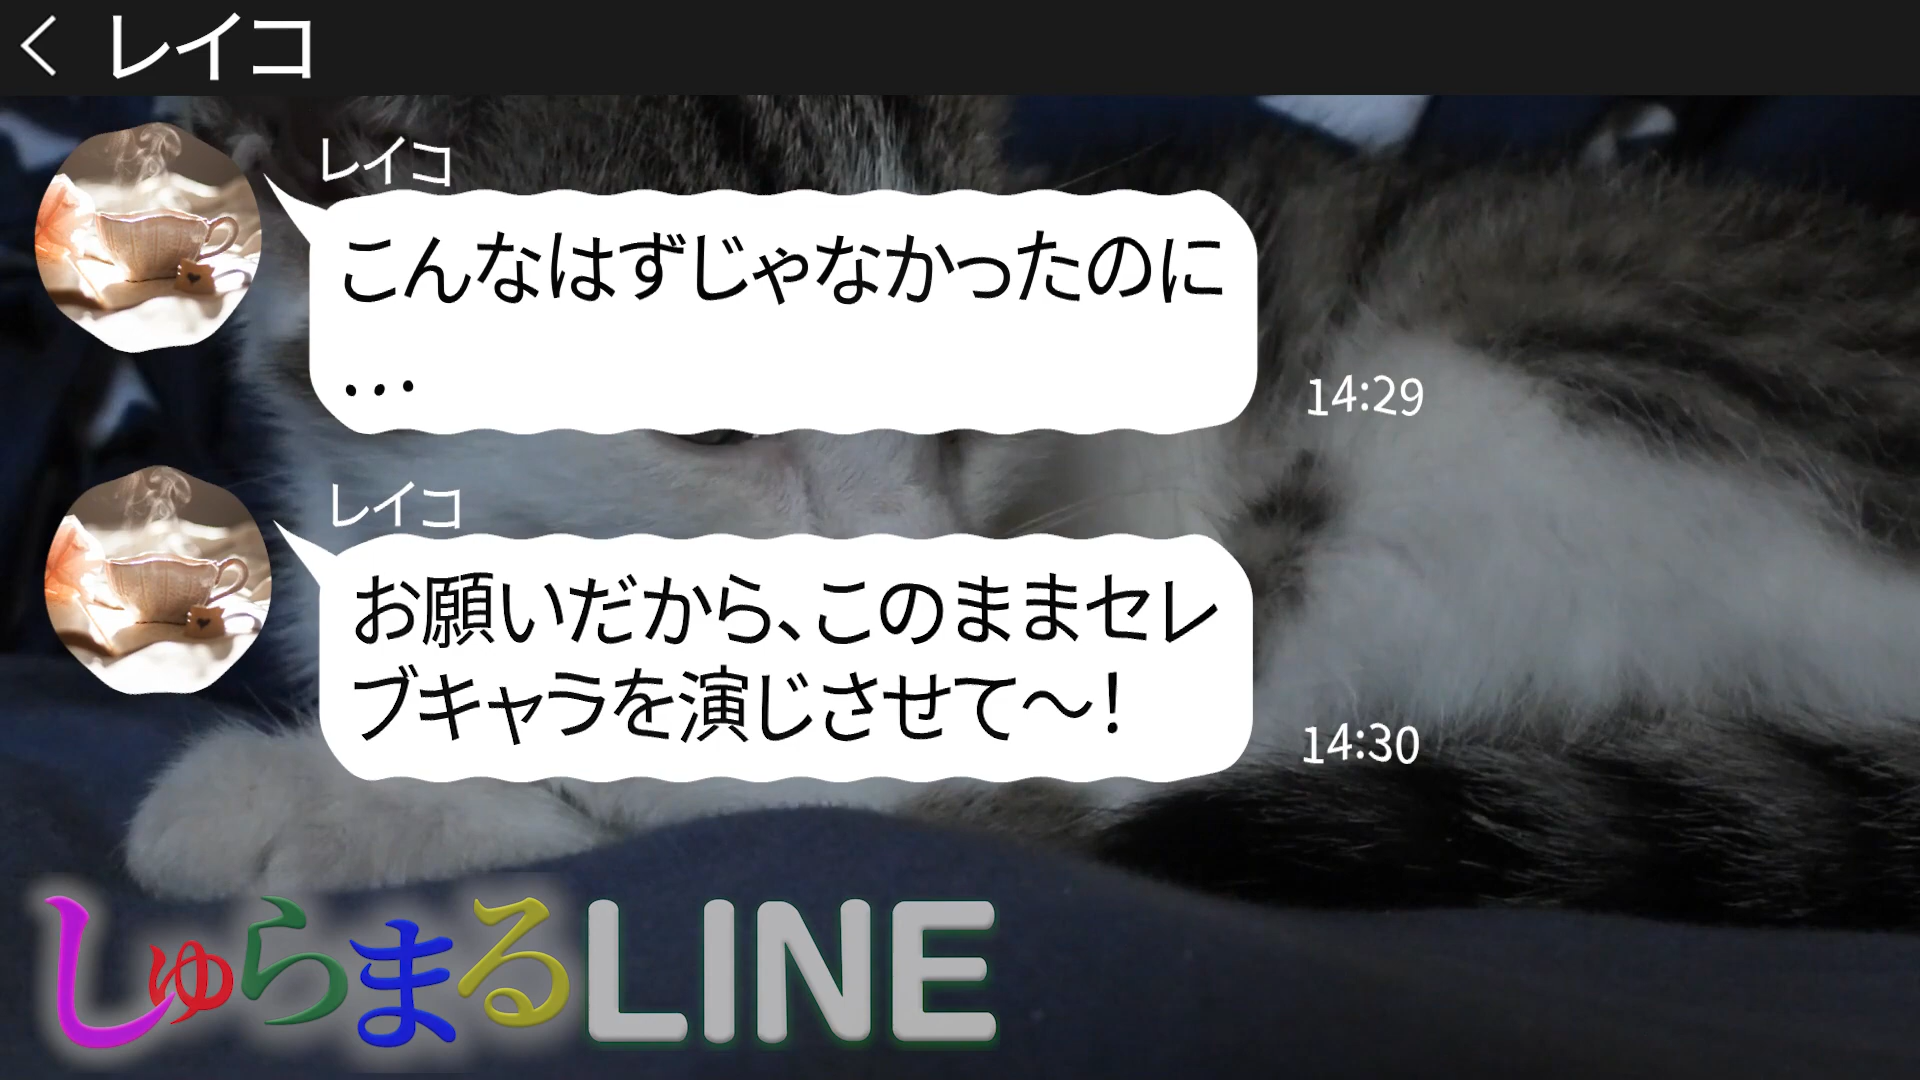 レイコ
レイコ
こんなはずじゃなかったのに
…
14:29
レイコ
お願いだから、このままセレ
ブキャラを演じさせて～！
14:30
しゅらまるLINE